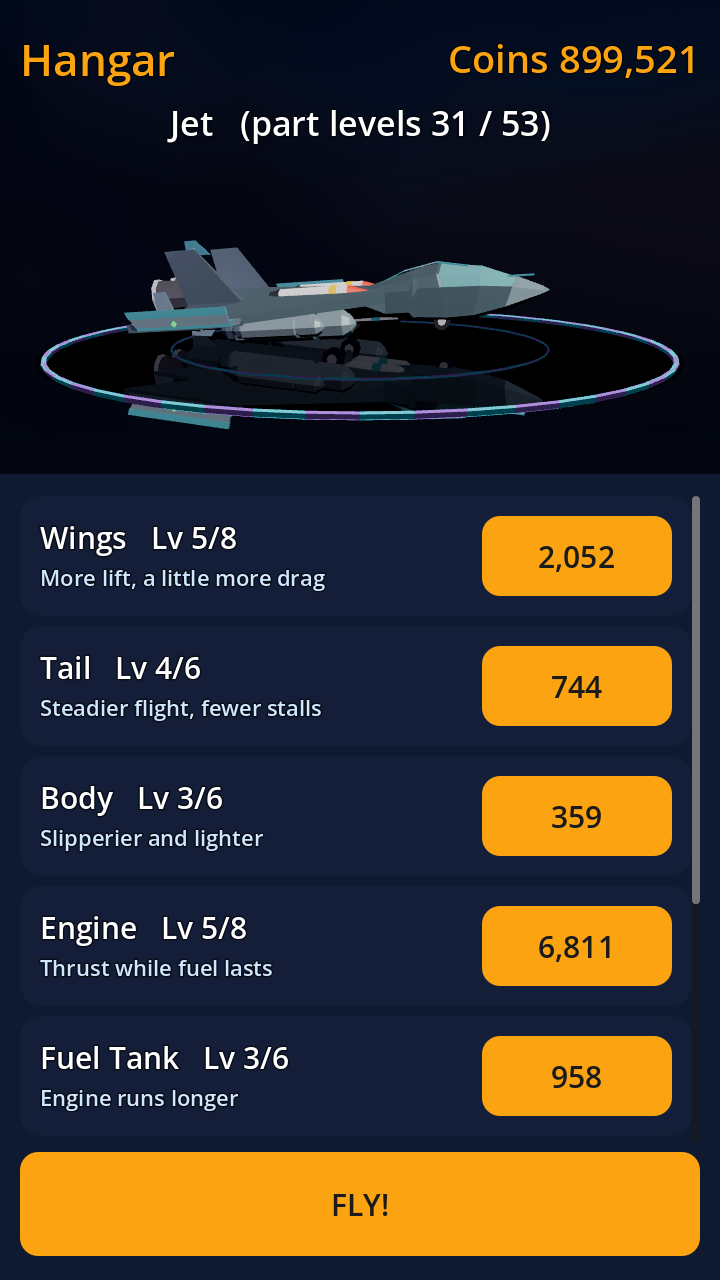 Hangar
Coins 899,521
Jet (part levels 31 / 53)
Wings Lv 5/8
More lift, a little more drag
2,052
Tail Lv 4/6
Steadier flight, fewer stalls
744
Body Lv 3/6
Slipperier and lighter
359
Engine Lv 5/8
Thrust while fuel lasts
6,811
Fuel Tank Lv 3/6
Engine runs longer
958
FLY!